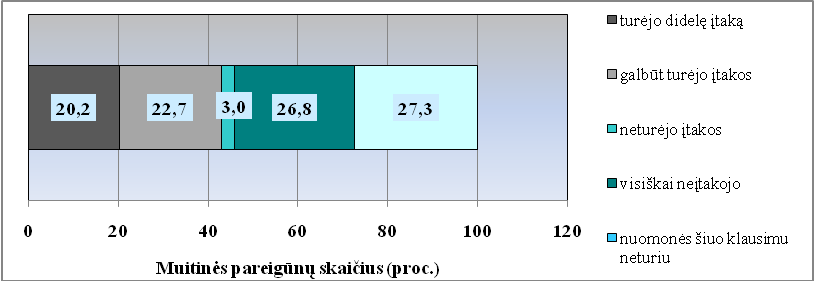 20,2
22,7
3,0
26,8
27,3
0
20
40
60
80
100
120
Muitinės pareigūnų skaičius (proc.)
turėjo didelę įtaką
galbūt turėjo įtakos
neturėjo įtakos
visiškai neįtakojo
nuomonės šiuo klausimu
neturiu